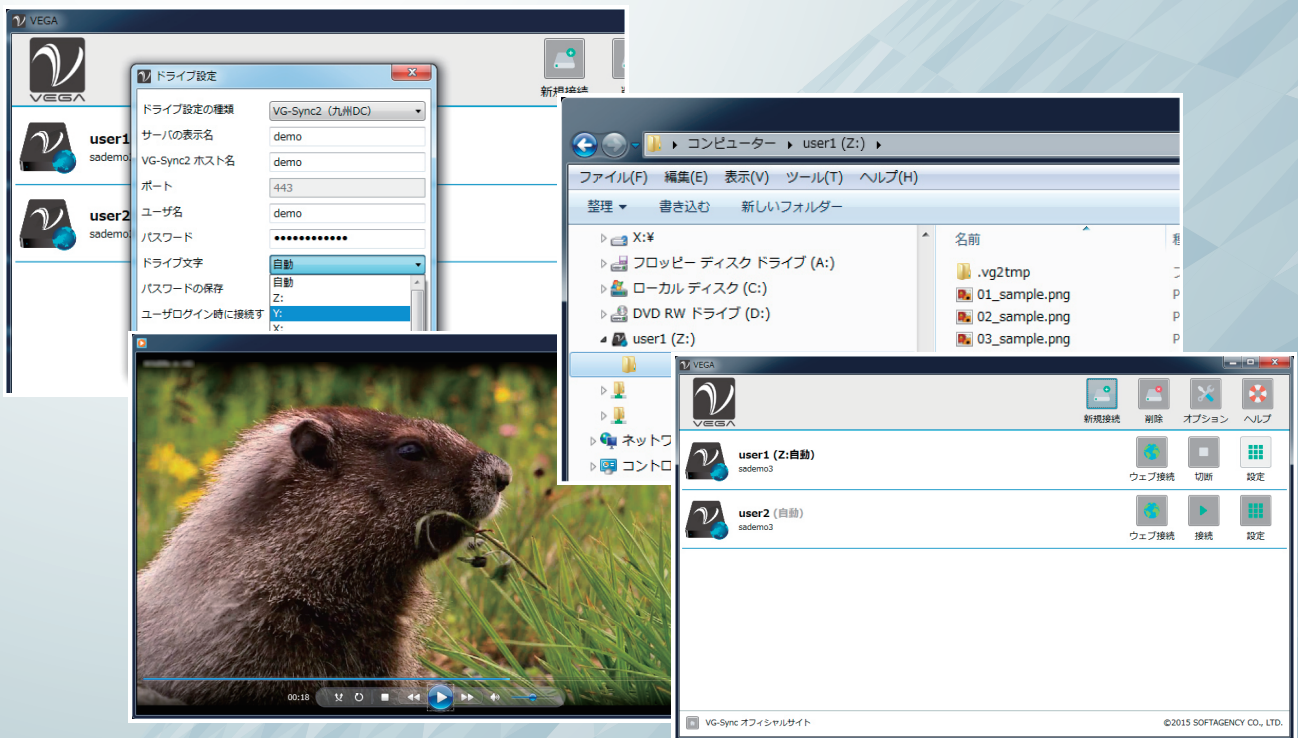 VEGA
VEGA
新規接続
user1
sademo
user2
sademo
ドライブ設定
ドライブ設定の種類
VG-Sync2（九州DC）
サーバの表示名
demo
VG-Sync2 ホスト名
demo
ポート
443
ユーザ名
demo
パスワード
●●●●●●●●●●●●
ドライブ文字
自動
自動
Z:
パスワードの保存
Y:
ユーザログイン時に接続す
X:
コンピューター ▸ user1 (Z:) ▸
ファイル(F) 編集(E) 表示(V) ツール(T) ヘルプ(H)
整理 ▼ 書き込む 新しいフォルダー
X:¥
フロッピー ディスク ドライブ (A:)
ローカル ディスク (C:)
DVD RW ドライブ (D:)
user1 (Z:)
ネットワ
コントロ
名前
.vg2tmp
01_sample.png
02_sample.png
03_sample.png
00:18
VEGA
VEGA
新規接続 削除 オプション ヘルプ
user1 (Z:自動)
sademo3
ウェブ接続 切断 設定
user2 (自動)
sademo3
ウェブ接続 接続 設定
VG-Sync オフィシャルサイト
©2015 SOFTAGENCY CO., LTD.